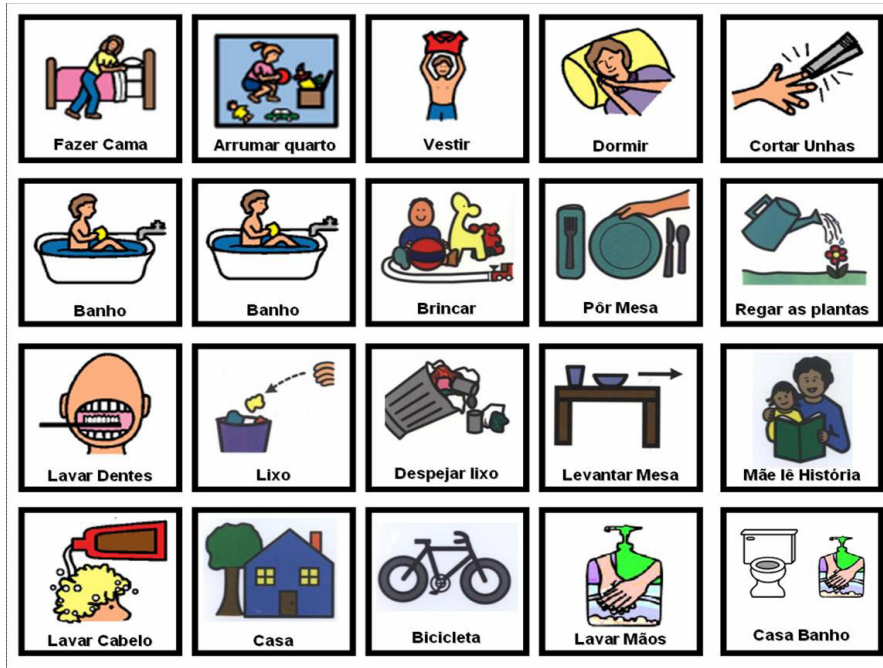 Fazer Cama
Arrumar quarto
Vestir
Dormir
Cortar Unhas
Banho
Banho
Brincar
Pôr Mesa
Regar as plantas
Lavar Dentes
Lixo
Despejar lixo
Levantar Mesa
Mãe lê História
Lavar Cabelo
Casa
Bicicleta
Lavar Mãos
Casa Banho